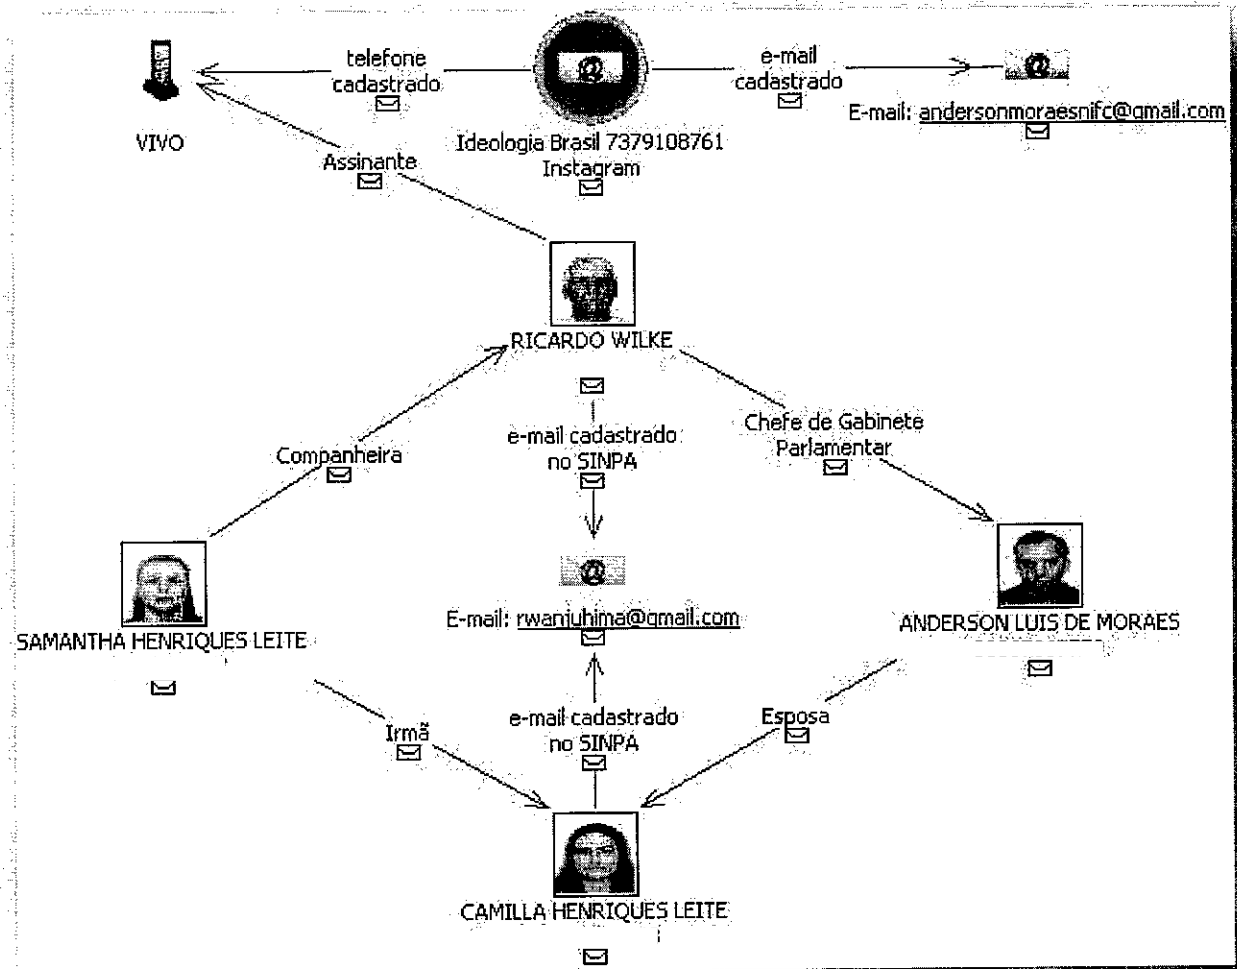 telefone
cadastrado
e-mail
cadastrado
@
@
E-mail: andersonmoraesnifc@gmail.com
VIVO
Ideologia Brasil 7379108761
Instagram
Assinante
RICARDO WILKE
e-mail cadastrado
no SINPA
Chefe de Gabinete
Parlamentar
Companheira
@
E-mail: rwanjuhima@gmail.com
SAMANTHA HENRIQUES LEITE
ANDERSON LUIS DE MORAES
Irmã
e-mail cadastrado
no SINPA
Esposa
CAMILLA HENRIQUES LEITE